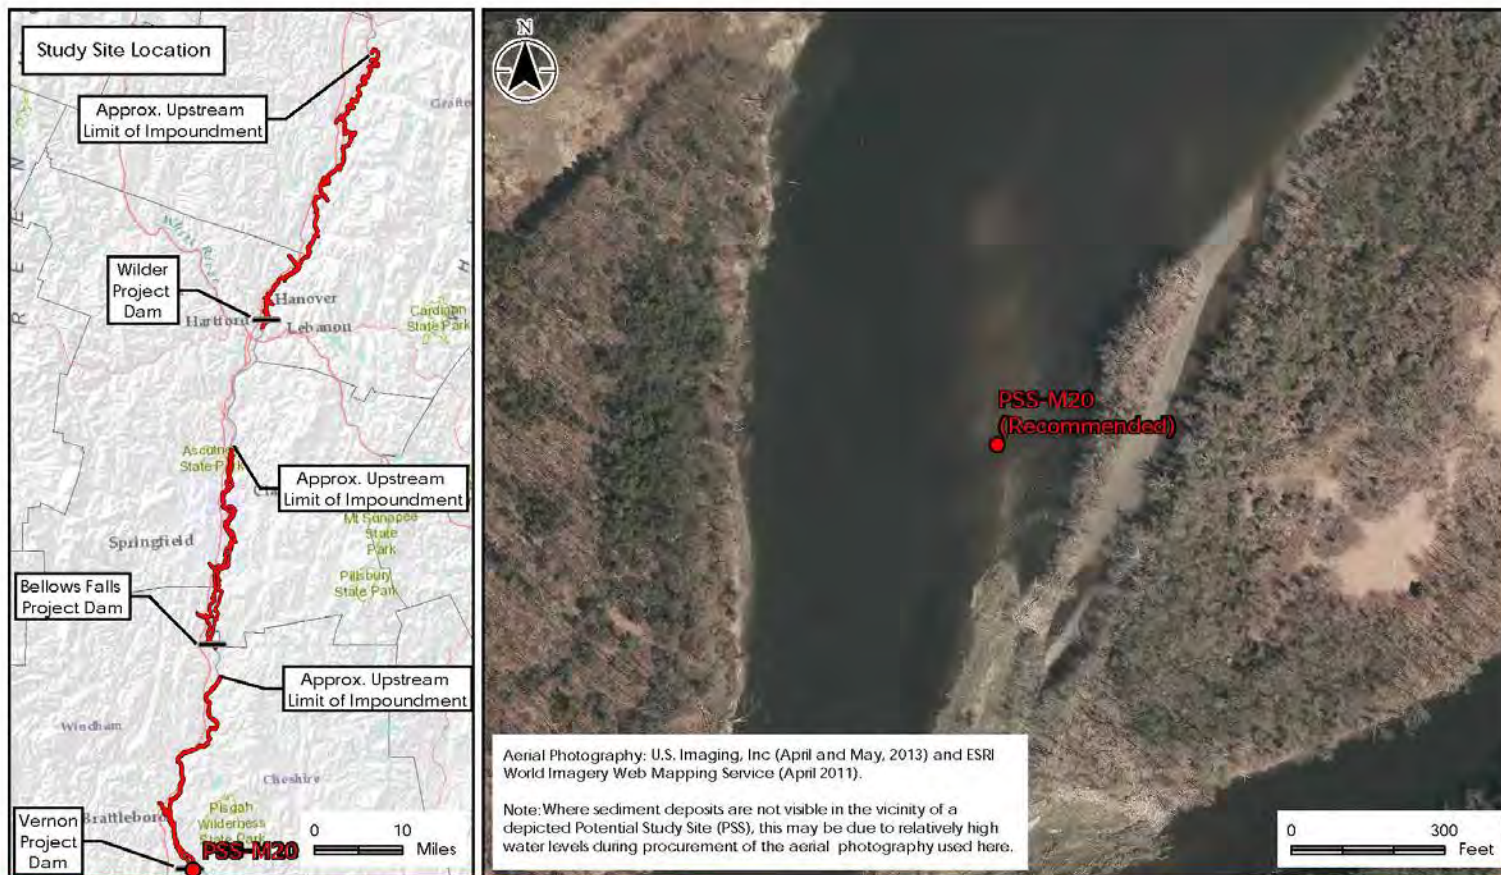 Study Site Location
Approx. Upstream
Limit of Impoundment
Grafto
E N
White River
Wilder
Project
Dam
Hanover
Hartford
Lebanon
Cardigan
State Park
H
R E
Ascutney
State Park
Approx. Upstream
Limit of Impoundment
Mt Sunapee
State
Park
Springfield
Pillsbury
State Park
Bellows Falls
Project Dam
Approx. Upstream
Limit of Impoundment
Windham
Cheshire
Brattleboro
Pisgah
Wilderness
State Park
Vernon
Project
Dam
PSS-M20
0 10
Miles
N
PSS-M20
(Recommended)
Aerial Photography: U.S. Imaging, Inc (April and May, 2013) and ESRI
World Imagery Web Mapping Service (April 2011).
Note: Where sediment deposits are not visible in the vicinity of a
depicted Potential Study Site (PSS), this may be due to relatively high
water levels during procurement of the aerial photography used here.
0 300
Feet